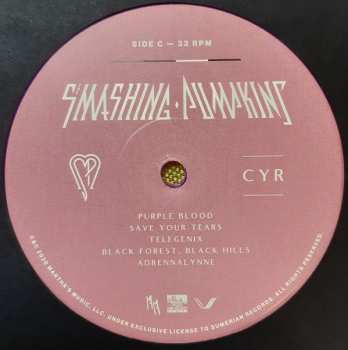 SIDE C — 33 RPM
SMASHING PUMPKINS
CYR
PURPLE BLOOD
SAVE YOUR TEARS
TELEGENIX
BLACK FOREST, BLACK HILLS
ADRENNALYNNE
©℗ 2020 MARTHA'S MUSIC, LLC, UNDER EXCLUSIVE LICENSE TO SUMERIAN RECORDS. ALL RIGHTS RESERVED.